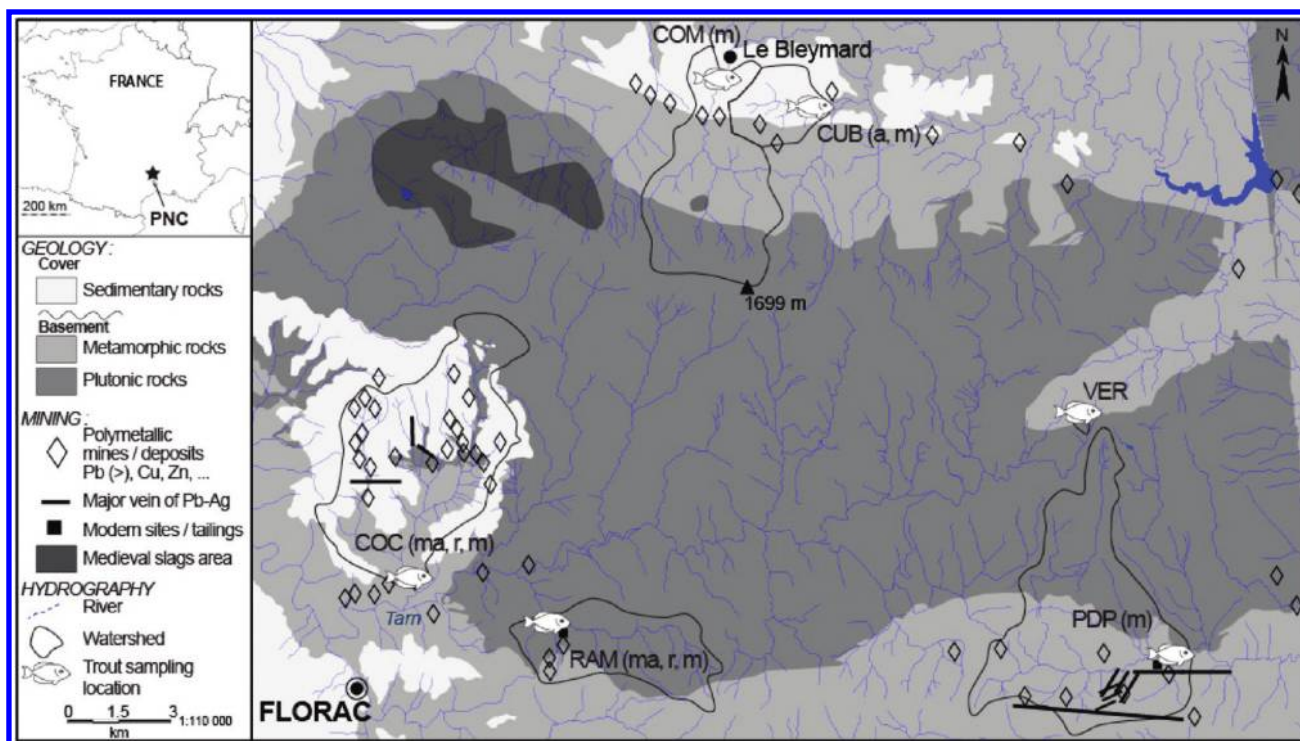 FRANCE
200 km
PNC
GEOLOGY :
Cover
Sedimentary rocks
Basement
Metamorphic rocks
Plutonic rocks
MINING :
Polymetallic
mines / deposits
Pb (>), Cu, Zn, ...
Major vein of Pb-Ag
Modern sites / tailings
Medieval slags area
HYDROGRAPHY
River
Watershed
Trout sampling
location
0 1.5 3
km
1:110 000
COM (m)
Le Bleymard
N
CUB (a, m)
1699 m
VER
COC (ma, r, m)
Tarn
RAM (ma, r, m)
PDP (m)
FLORAC